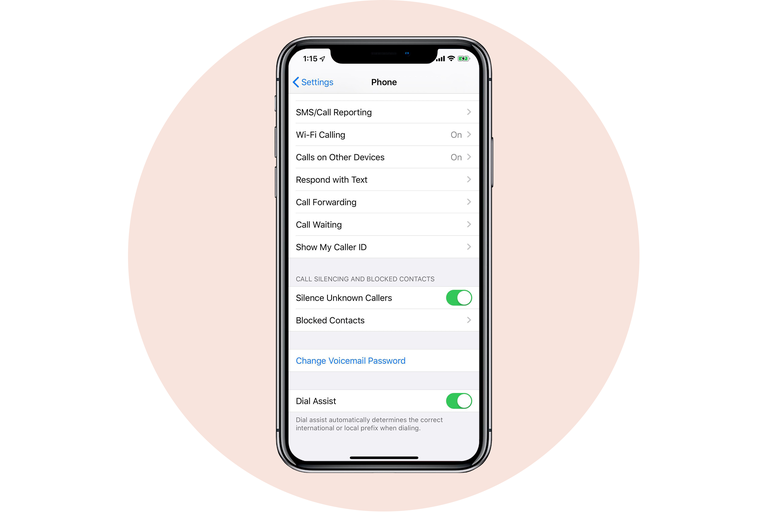 1:15
Settings
Phone
SMS/Call Reporting
Wi-Fi Calling On
Calls on Other Devices On
Respond with Text
Call Forwarding
Call Waiting
Show My Caller ID
CALL SILENCING AND BLOCKED CONTACTS
Silence Unknown Callers
Blocked Contacts
Change Voicemail Password
Dial Assist
Dial assist automatically determines the correct
international or local prefix when dialing.